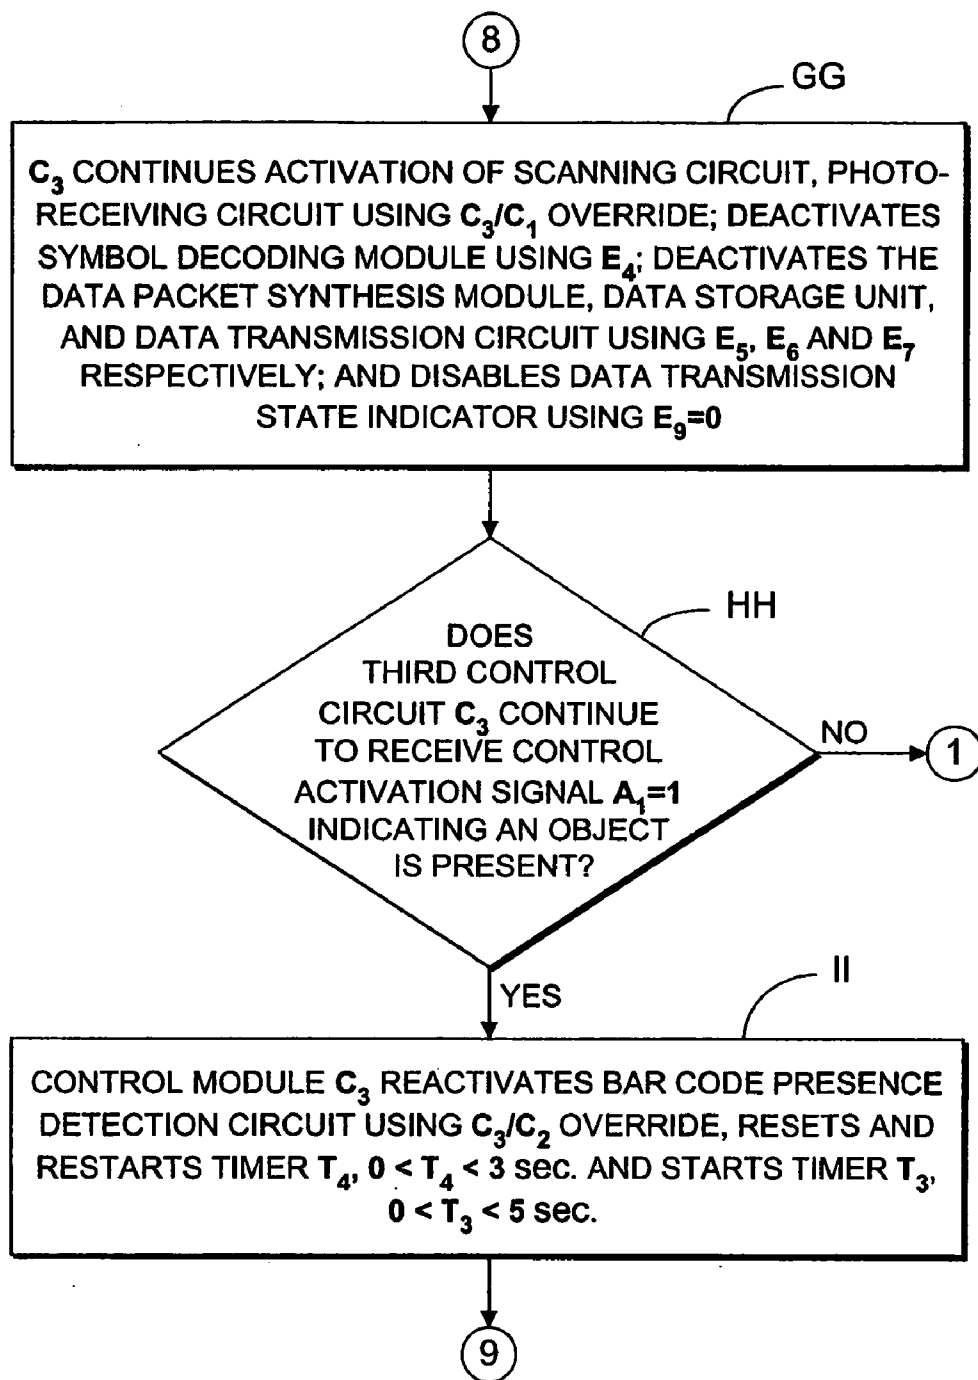 8
GG
C₃ CONTINUES ACTIVATION OF SCANNING CIRCUIT, PHOTO-
RECEIVING CIRCUIT USING C₃/C₁ OVERRIDE; DEACTIVATES
SYMBOL DECODING MODULE USING E₄; DEACTIVATES THE
DATA PACKET SYNTHESIS MODULE, DATA STORAGE UNIT,
AND DATA TRANSMISSION CIRCUIT USING E₅, E₆ AND E₇
RESPECTIVELY; AND DISABLES DATA TRANSMISSION
STATE INDICATOR USING E₉=0
HH
DOES
THIRD CONTROL
CIRCUIT C₃ CONTINUE
TO RECEIVE CONTROL
ACTIVATION SIGNAL A₁=1
INDICATING AN OBJECT
IS PRESENT?
NO
1
YES
II
CONTROL MODULE C₃ REACTIVATES BAR CODE PRESENCE
DETECTION CIRCUIT USING C₃/C₂ OVERRIDE, RESETS AND
RESTARTS TIMER T₄, 0 < T₄ < 3 sec. AND STARTS TIMER T₃,
0 < T₃ < 5 sec.
9